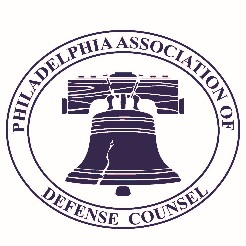 PHILADELPHIA ASSOCIATION OF
DEFENSE COUNSEL